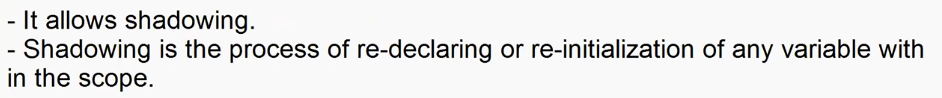 - It allows shadowing.
- Shadowing is the process of re-declaring or re-initialization of any variable with
in the scope.